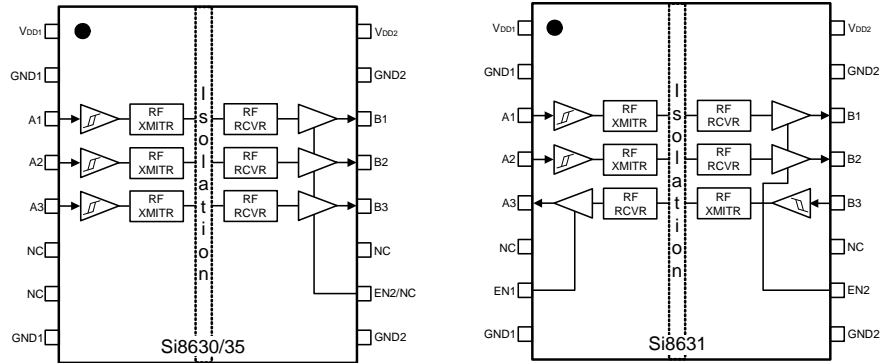 VDD1
VDD2
GND1
GND2
A1
RF XMITR
RF RCVR
B1
A2
RF XMITR
RF RCVR
B2
A3
RF XMITR
RF RCVR
B3
Isolation
NC
NC
NC
EN2/NC
GND1
GND2
Si8630/35
VDD1
VDD2
GND1
GND2
A1
RF XMITR
RF RCVR
B1
A2
RF XMITR
RF RCVR
B2
A3
RF RCVR
RF XMITR
B3
Isolation
NC
NC
EN1
EN2
GND1
GND2
Si8631